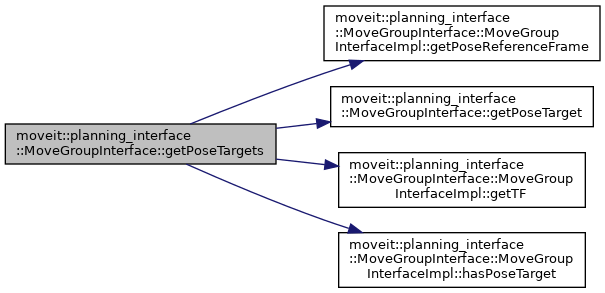 moveit::planning_interface
::MoveGroupInterface::getPoseTargets
moveit::planning_interface
::MoveGroupInterface::MoveGroup
InterfaceImpl::getPoseReferenceFrame
moveit::planning_interface
::MoveGroupInterface::getPoseTarget
moveit::planning_interface
::MoveGroupInterface::MoveGroup
InterfaceImpl::getTF
moveit::planning_interface
::MoveGroupInterface::MoveGroup
InterfaceImpl::hasPoseTarget